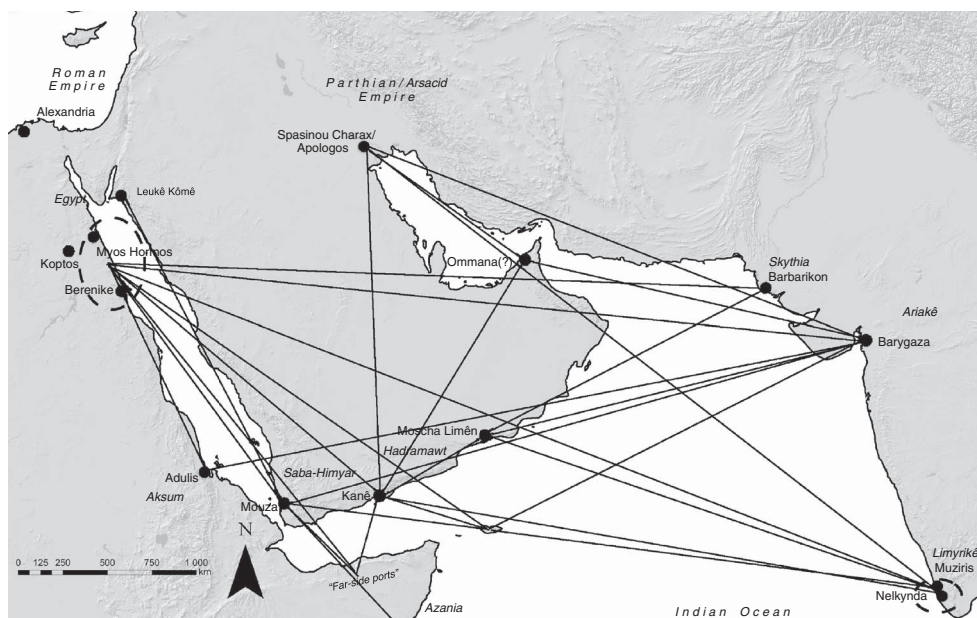 Roman
Empire
Alexandria
Parthian/Arsacid
Empire
Spasinou Charax/
Apologos
Egypt
Leukê Kômê
Myos Hormos
Koptos
Berenike
Ommana(?)
Skythia
Barbarikon
Ariakê
Barygaza
Moscha Limên
Hadramawt
Saba-Himyar
Adulis
Aksum
Mouza
Kanê
N
0 125 250 500 750 1 000
km
"Far-side ports"
Azania
Limyrikê
Muziris
Nelkynda
Indian Ocean